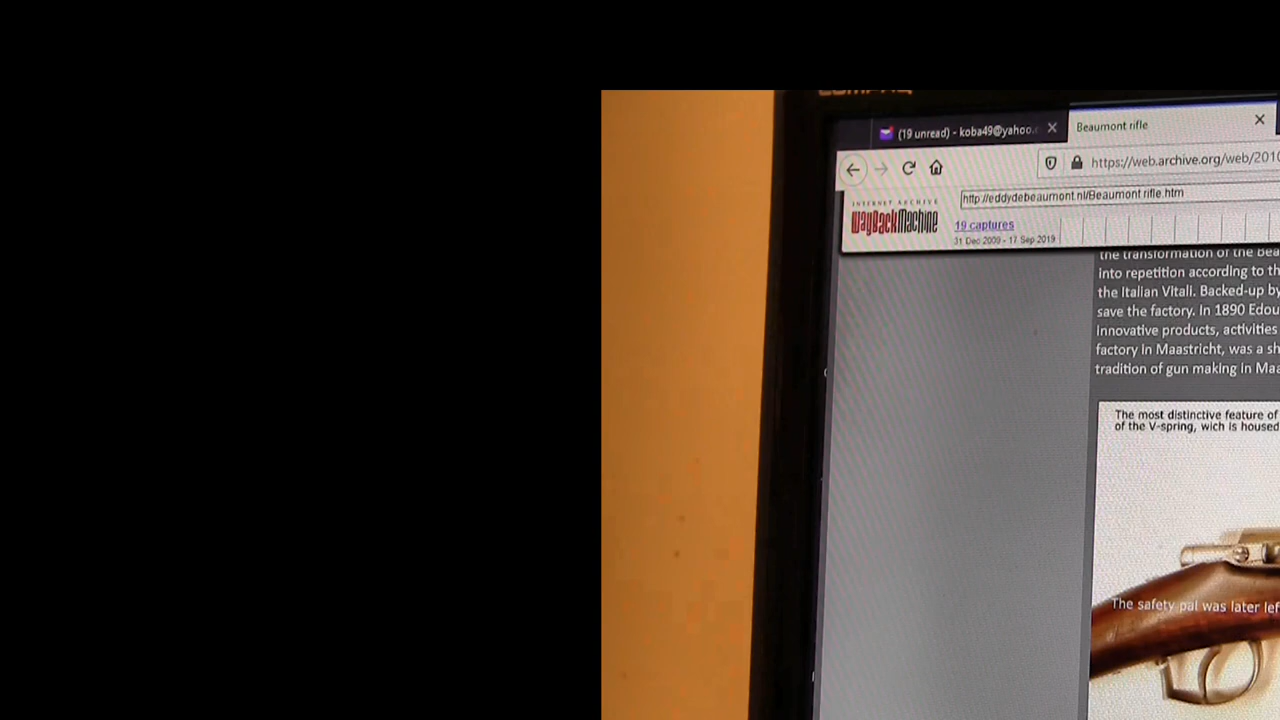 COMPAQ
(19 unread) - koba49@yahoo.c
Beaumont rifle
https://web.archive.org/web/2010
INTERNET ARCHIVE
WayBackMachine
http://eddydebeaumont.nl/Beaumont rifle.htm
19 captures
31 Dec 2009 - 17 Sep 2019
the transformation of the Bea
into repetition according to th
the Italian Vitali. Backed-up by
save the factory. In 1890 Edou
Innovative products, activities
factory in Maastricht, was a sh
tradition of gun making in Maa
The most distinctive feature of
of the V-spring, wich is housed
The safety pal was later lef